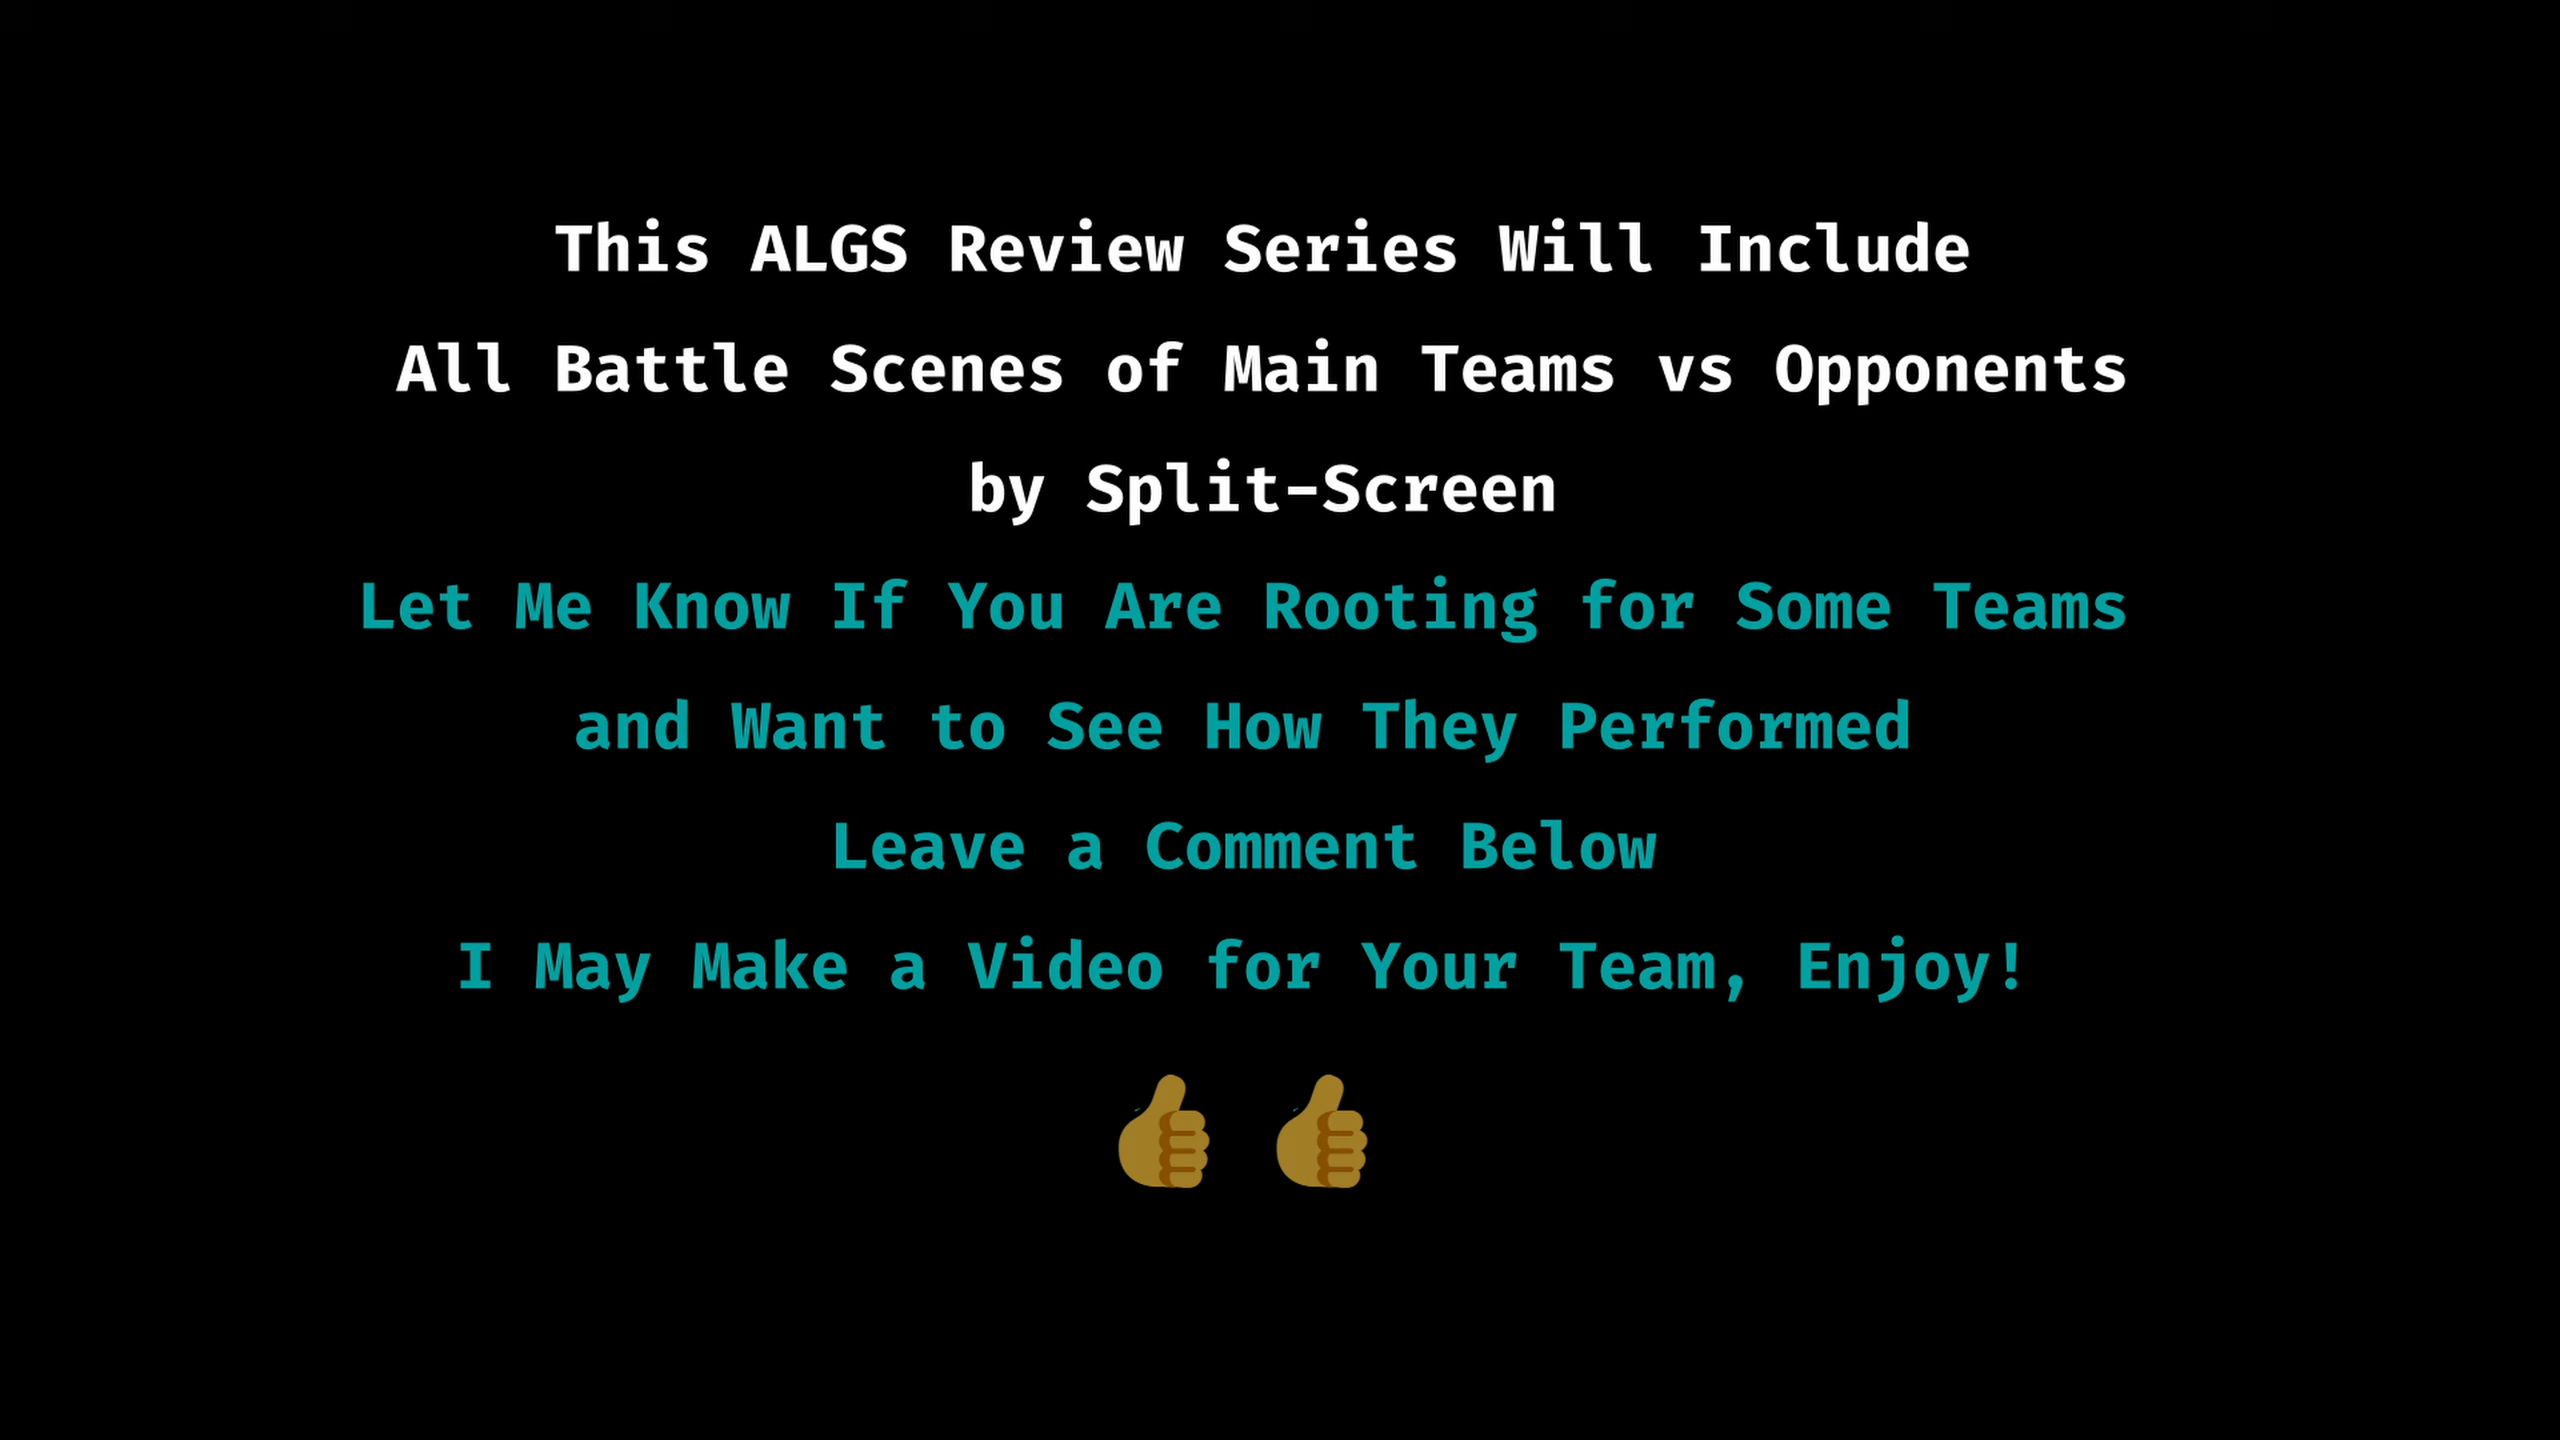 This ALGS Review Series Will Include
All Battle Scenes of Main Teams vs Opponents
by Split-Screen
Let Me Know If You Are Rooting for Some Teams
and Want to See How They Performed
Leave a Comment Below
I May Make a Video for Your Team, Enjoy!
👍 👍